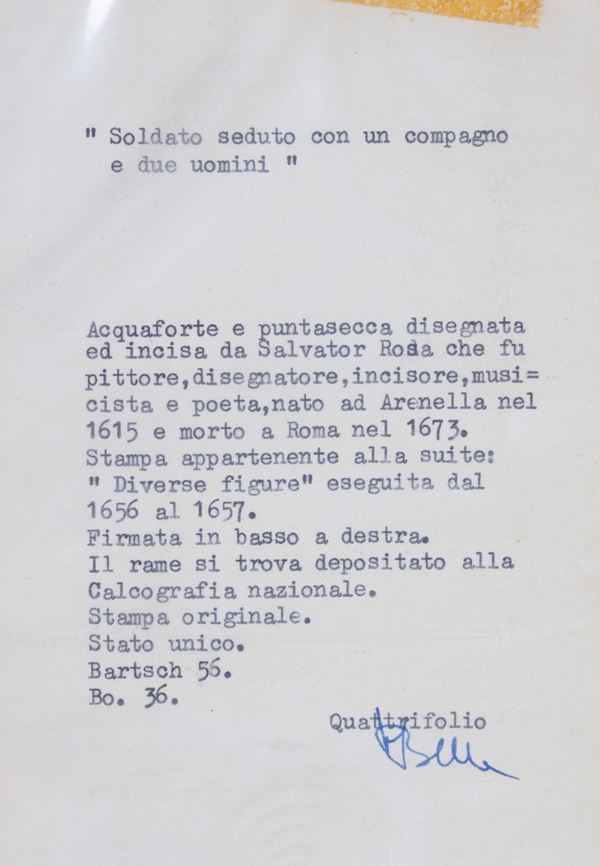 " Soldato seduto con un compagno
e due uomini "
Acquaforte e puntasecca disegnata
ed incisa da Salvator Rosa che fu
pittore,disegnatore,incisore,musi=
cista e poeta,nato ad Arenella nel
1615 e morto a Roma nel 1673.
Stampa appartenente alla suite:
" Diverse figure" eseguita dal
1656 al 1657.
Firmata in basso a destra.
Il rame si trova depositato alla
Calcografia nazionale.
Stampa originale.
Stato unico.
Bartsch 56.
Bo. 36.
Quattrifolio